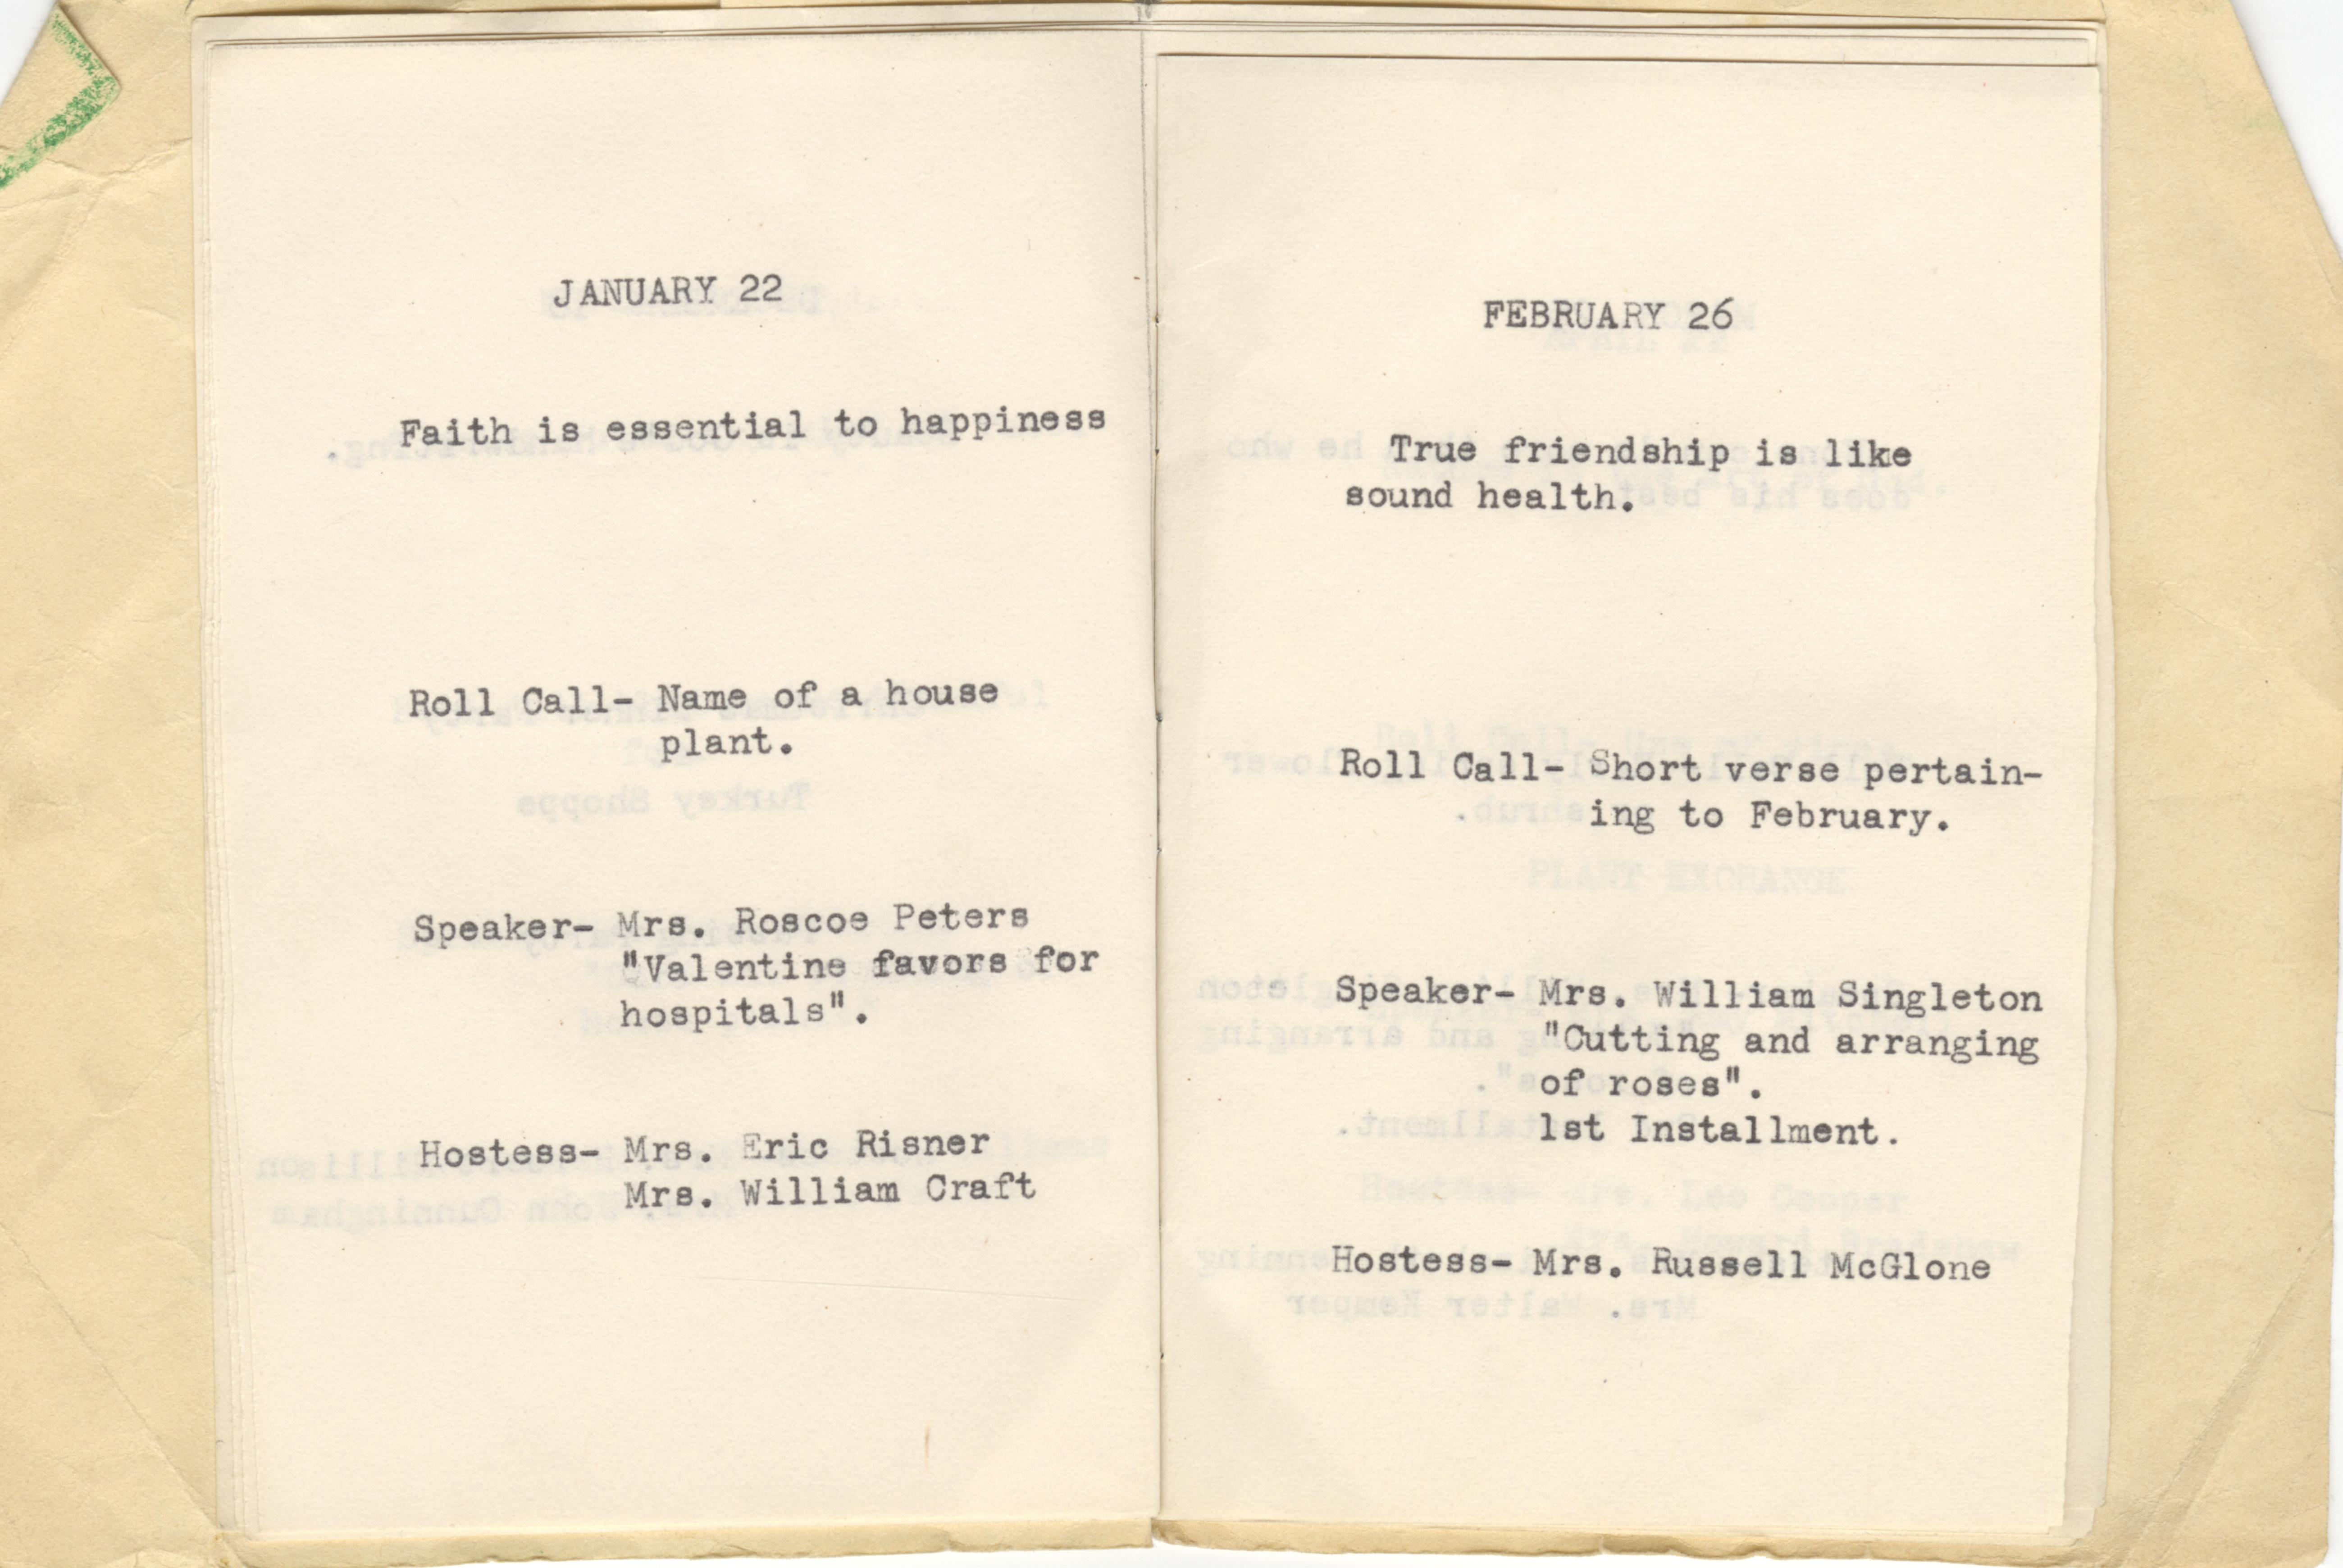 JANUARY 22
Faith is essential to happiness
Roll Call- Name of a house
plant.
Speaker- Mrs. Roscoe Peters
"Valentine favors for
hospitals".
Hostess- Mrs. Eric Risner
Mrs. William Craft
FEBRUARY 26
True friendship is like
sound health.
Roll Call- Short verse pertain-
ing to February.
Speaker- Mrs. William Singleton
"Cutting and arranging
of roses".
1st Installment.
Hostess- Mrs. Russell McGlone